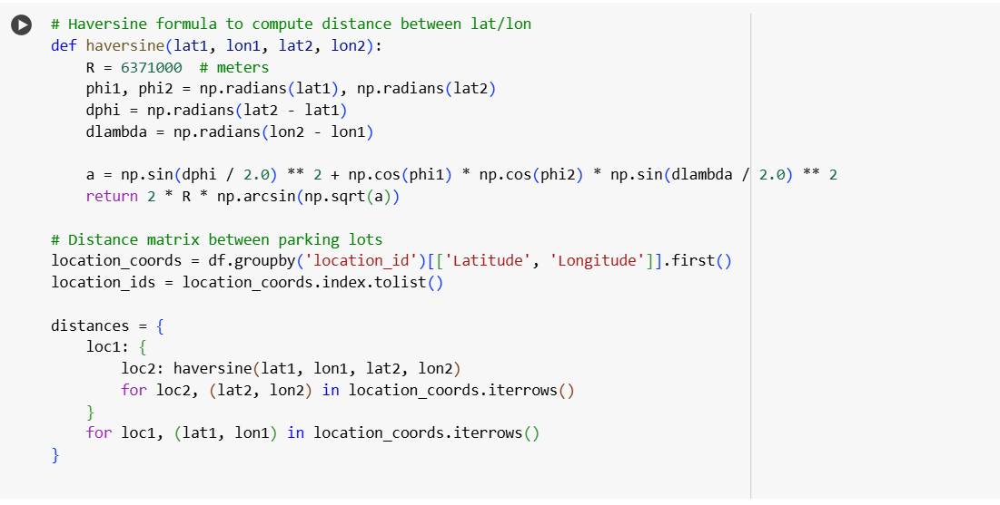 # Haversine formula to compute distance between lat/lon
def haversine(lat1, lon1, lat2, lon2):
    R = 6371000  # meters
    phi1, phi2 = np.radians(lat1), np.radians(lat2)
    dphi = np.radians(lat2 - lat1)
    dlambda = np.radians(lon2 - lon1)

    a = np.sin(dphi / 2.0) ** 2 + np.cos(phi1) * np.cos(phi2) * np.sin(dlambda / 2.0) ** 2
    return 2 * R * np.arcsin(np.sqrt(a))

# Distance matrix between parking lots
location_coords = df.groupby('location_id')[['Latitude', 'Longitude']].first()
location_ids = location_coords.index.tolist()

distances = {
    loc1: {
        loc2: haversine(lat1, lon1, lat2, lon2)
        for loc2, (lat2, lon2) in location_coords.iterrows()
    }
    for loc1, (lat1, lon1) in location_coords.iterrows()
}